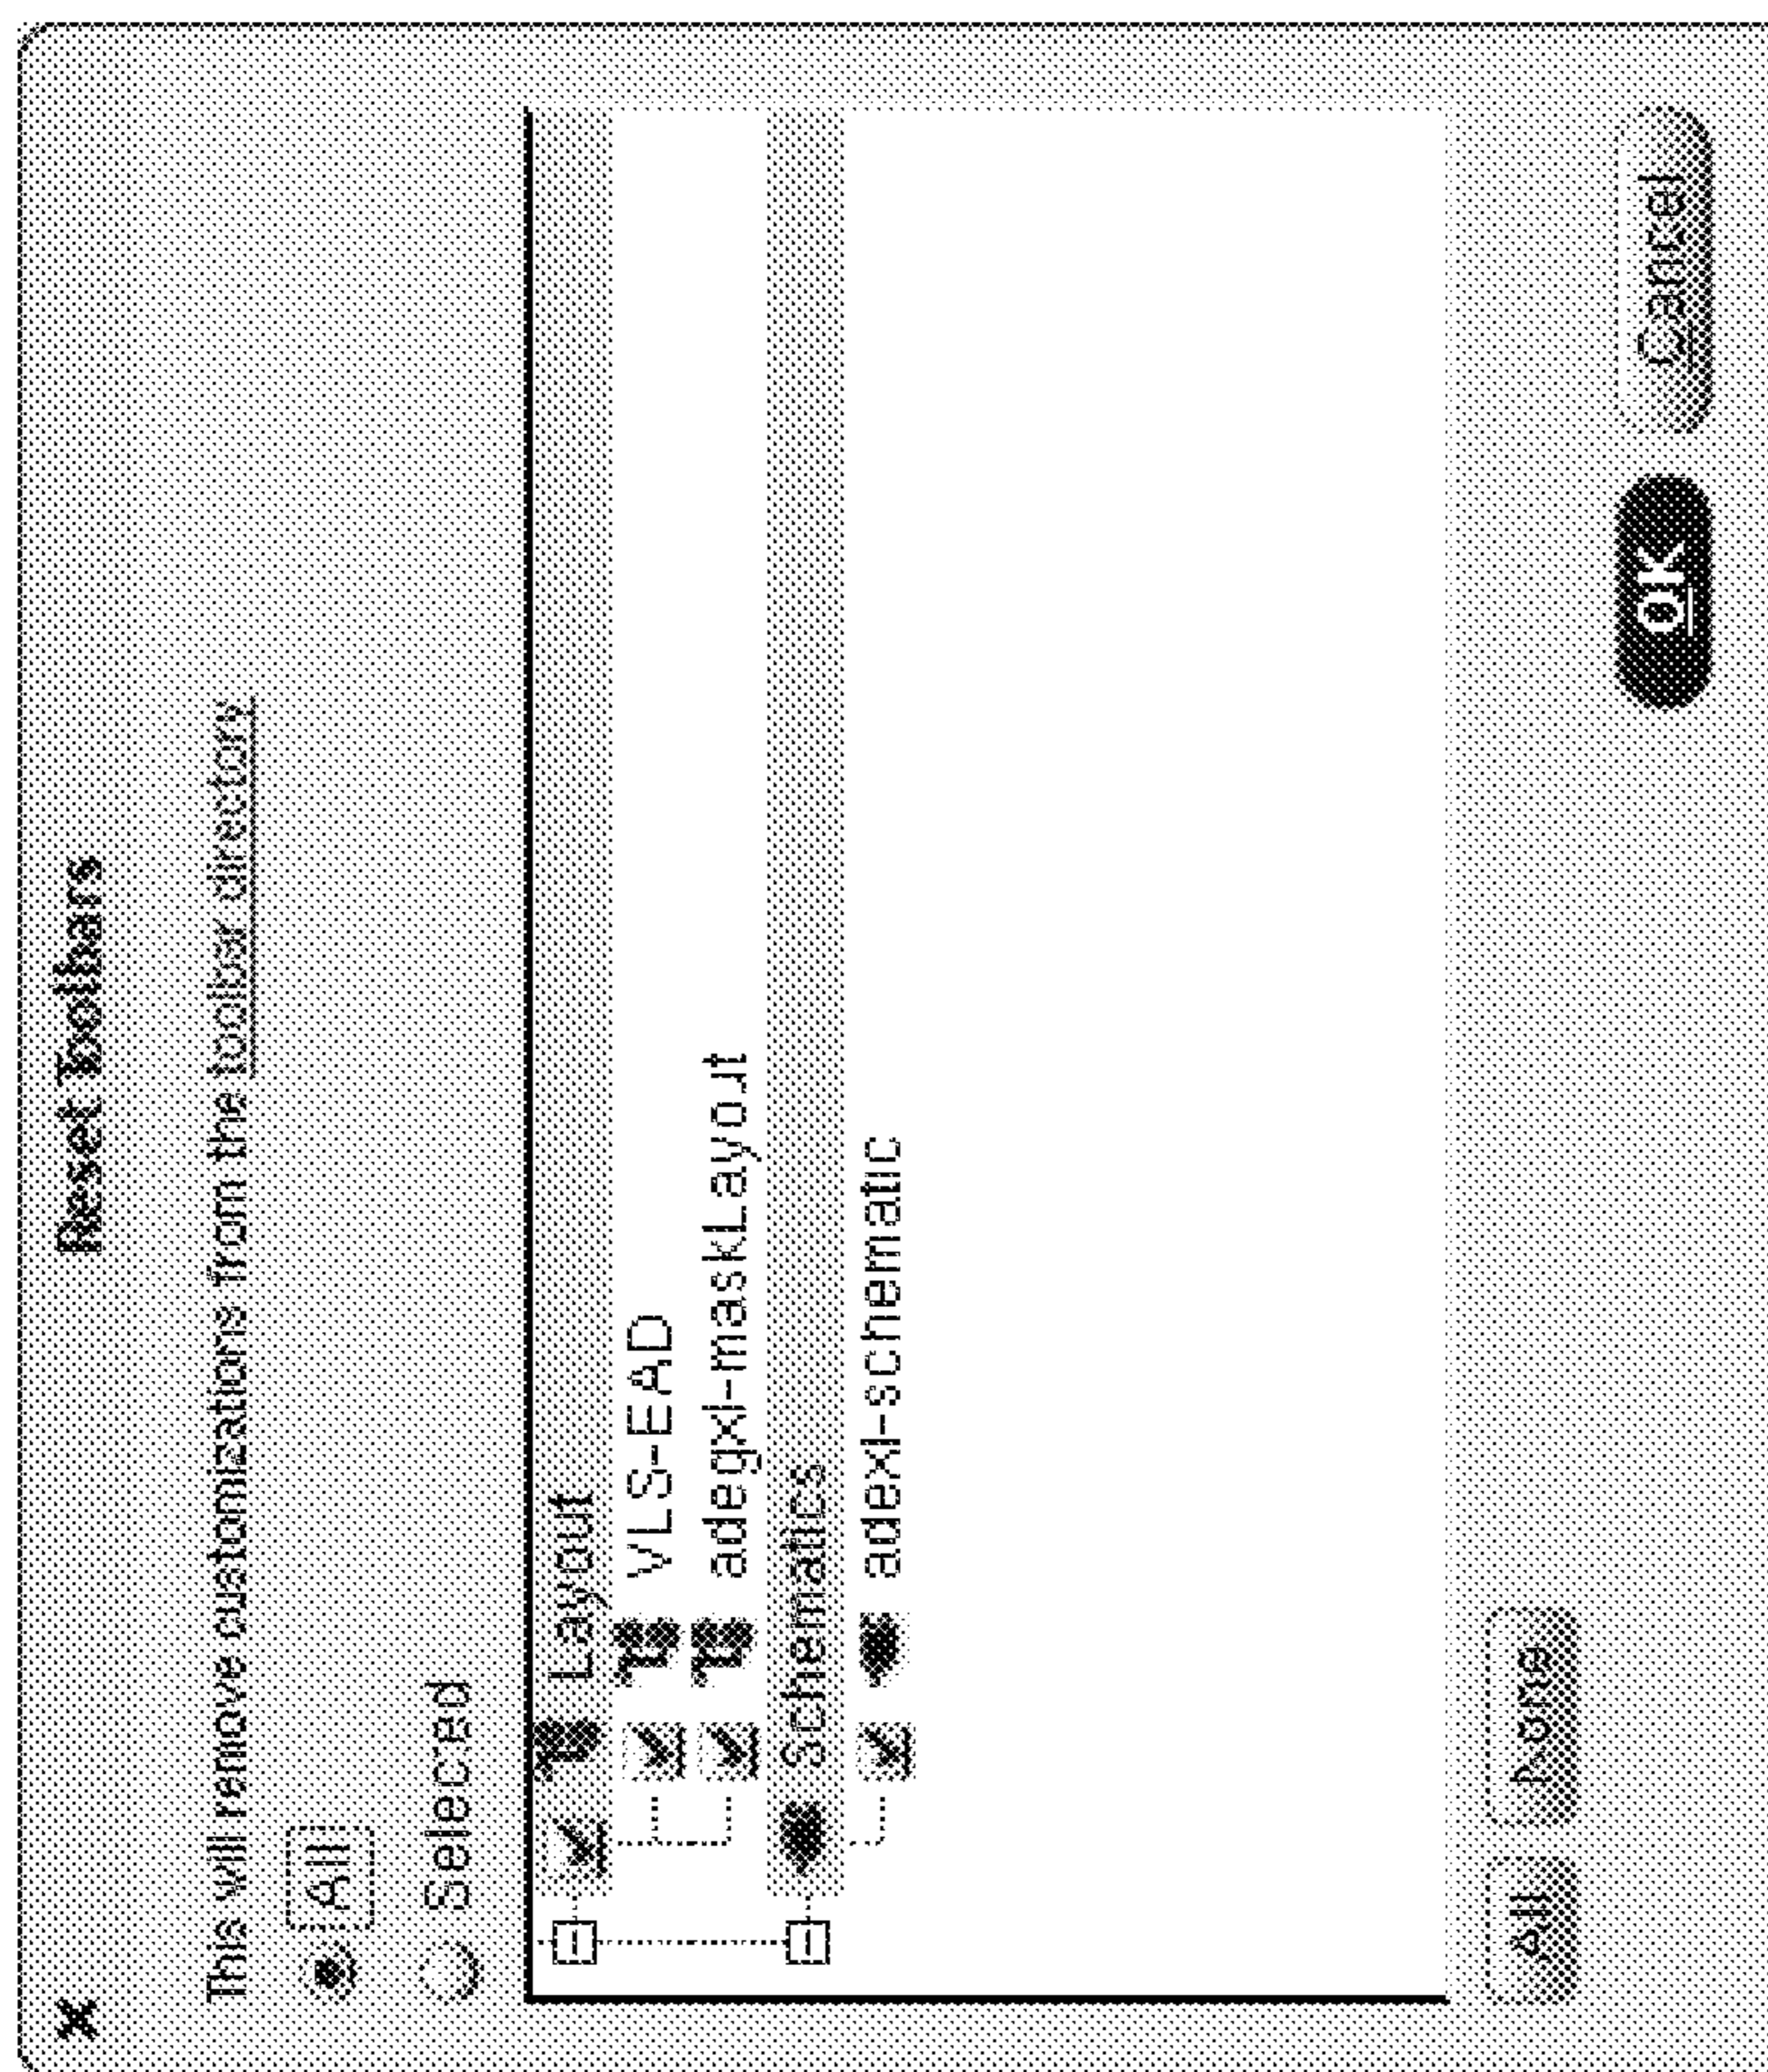 Reset Toolbars
This will remove customizations from the toolbar directory
All
Selected
Layout
VLS-EAD
adegxl-maskLayout
Schematics
adexl-schematic
All None
OK Cancel